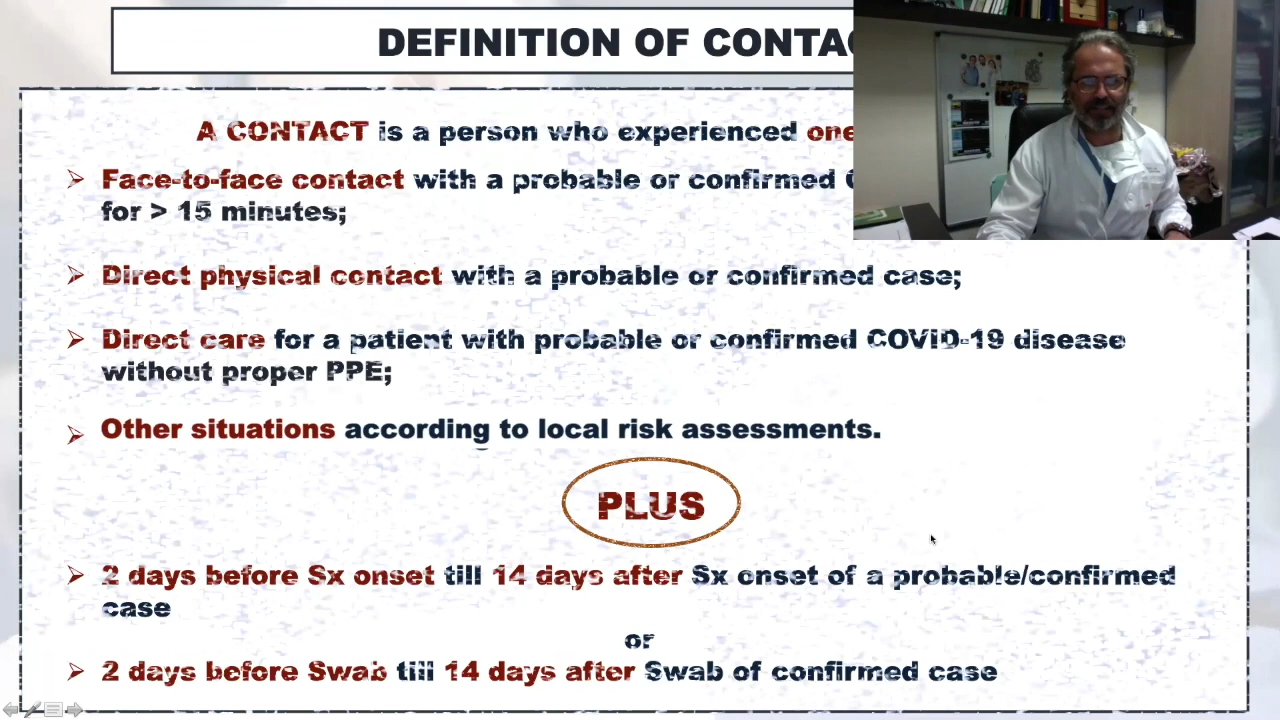 DEFINITION OF CONTAC
A CONTACT is a person who experienced one
➢ Face-to-face contact with a probable or confirmed
for > 15 minutes;
➢ Direct physical contact with a probable or confirmed case;
➢ Direct care for a patient with probable or confirmed COVID-19 disease
without proper PPE;
➢ Other situations according to local risk assessments.
PLUS
➢ 2 days before Sx onset till 14 days after Sx onset of a probable/confirmed
case
or
➢ 2 days before Swab till 14 days after Swab of confirmed case